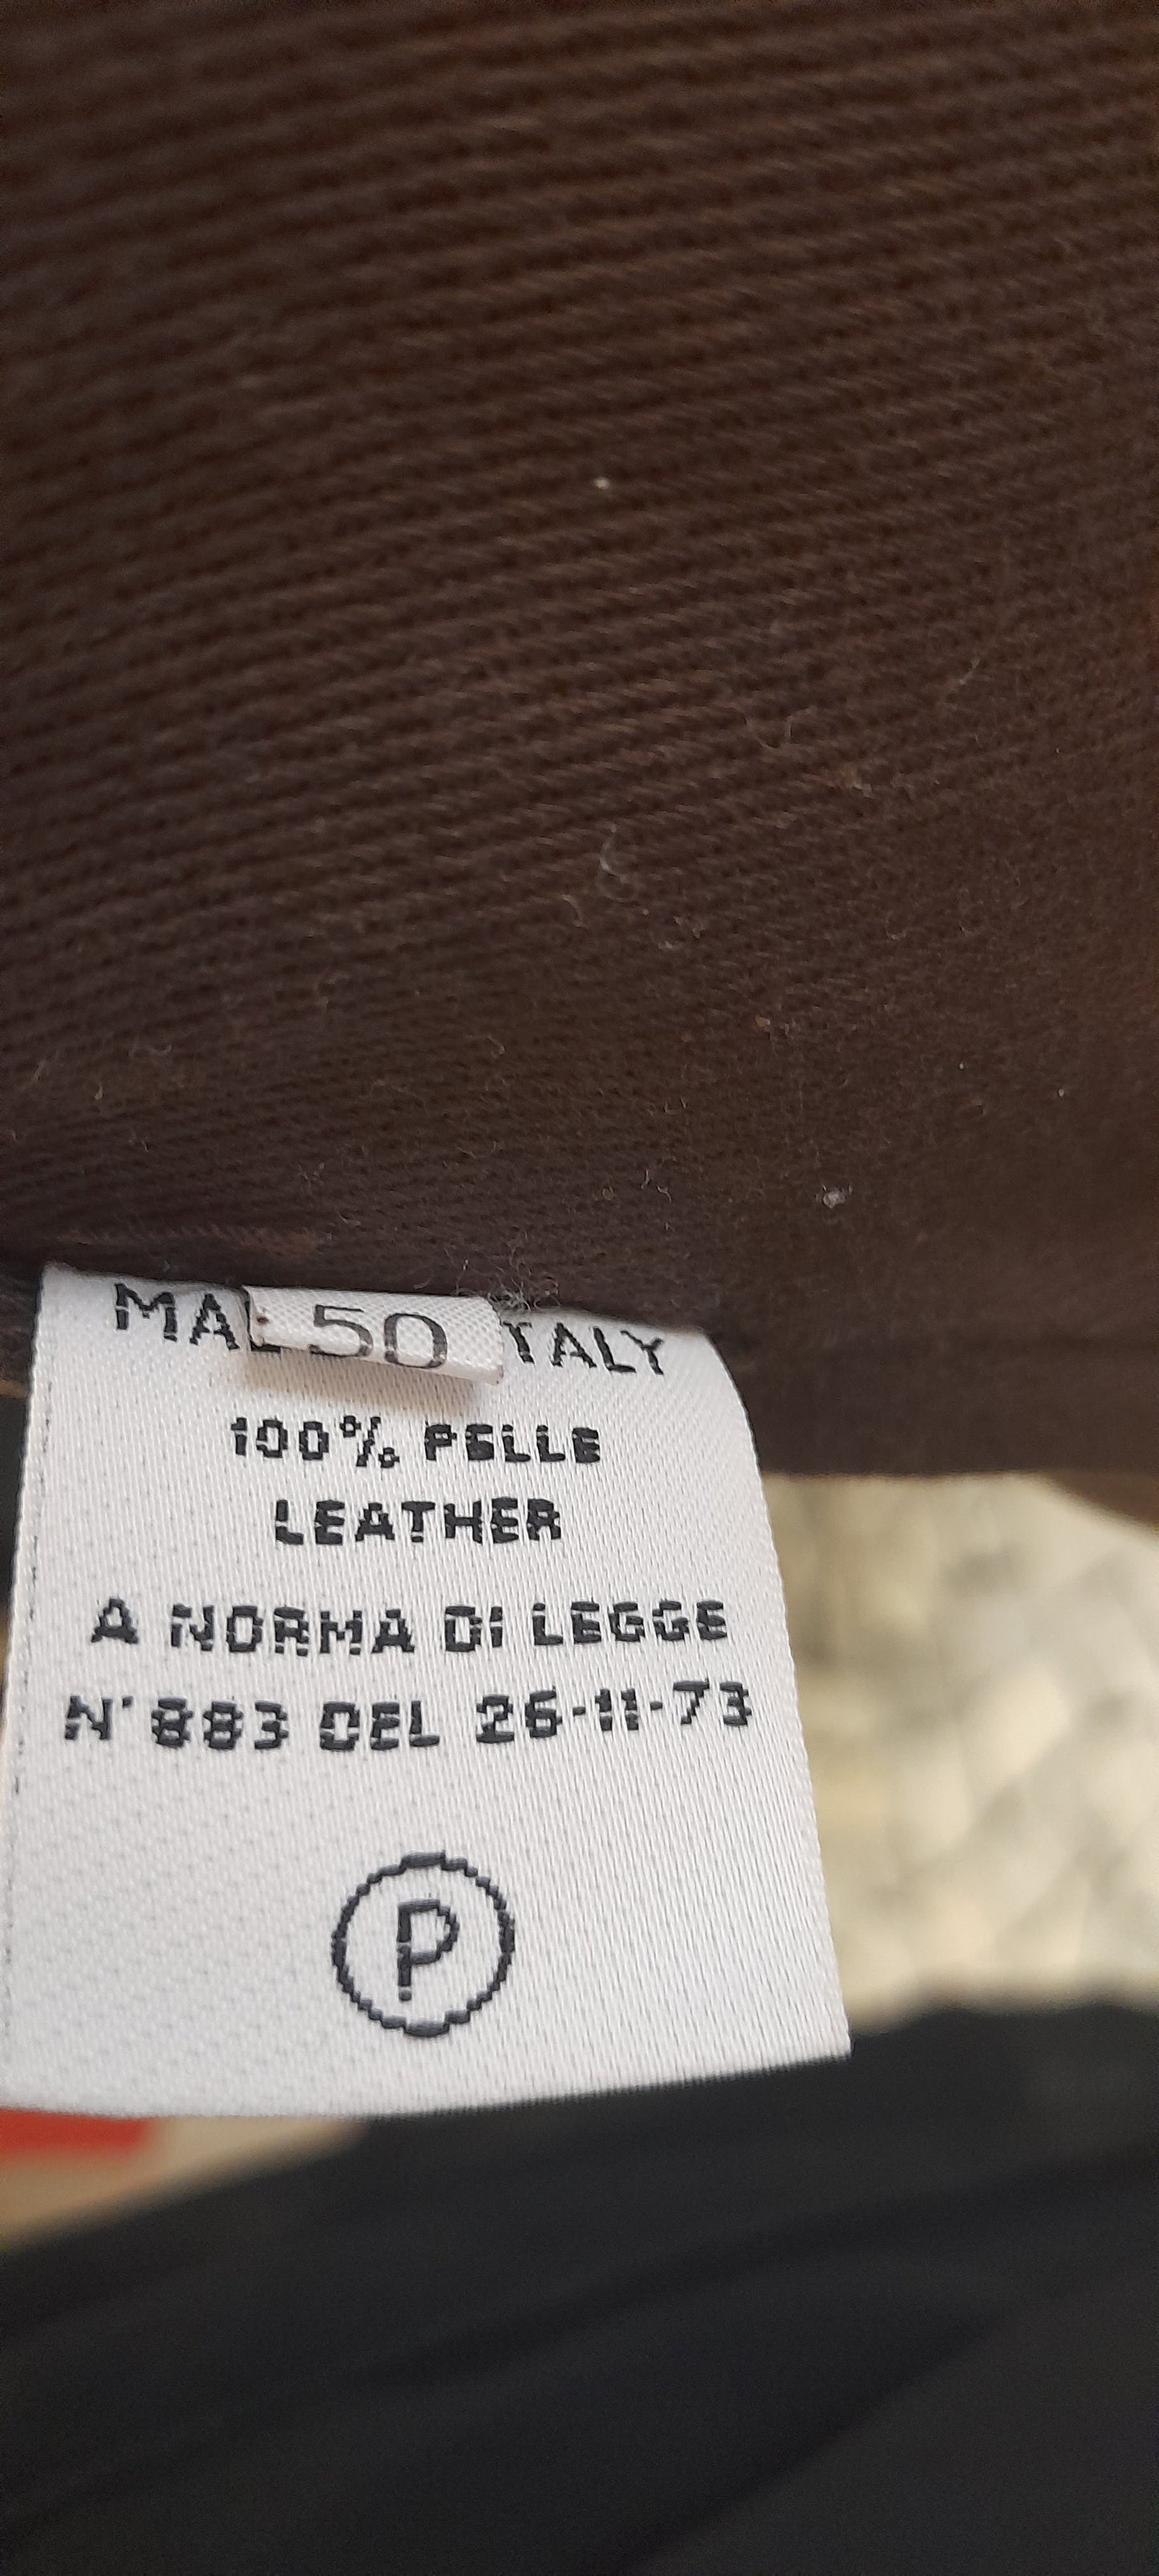 MA 50 TALY
100% PELLE
LEATHER
A NORMA DI LEGGE
N° 883 DEL 26-11-73
P